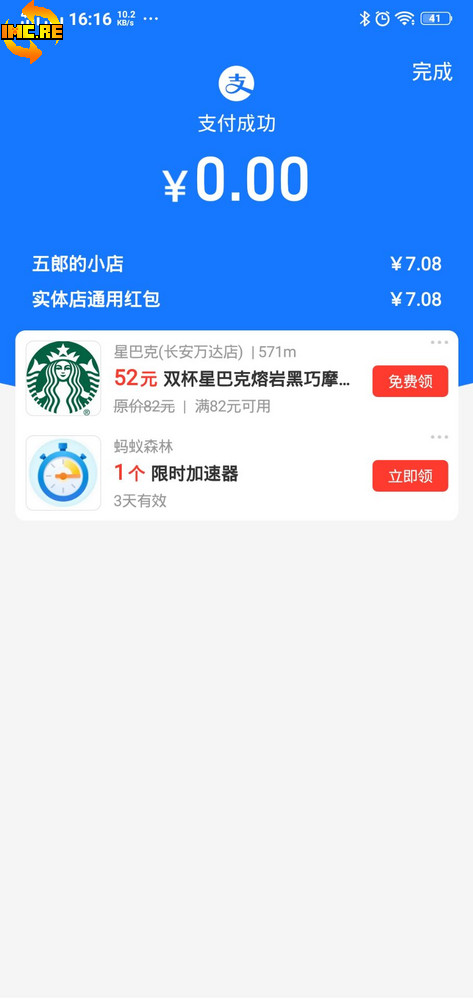 IMC.RE
16:16 10.2 KB/s ···
41
完成
支
支付成功
¥0.00
五郎的小店 ¥7.08
实体店通用红包 ¥7.08
星巴克(长安万达店) | 571m
52元 双杯星巴克熔岩黑巧摩... 免费领
原价82元 | 满82元可用
蚂蚁森林
1个 限时加速器 立即领
3天有效